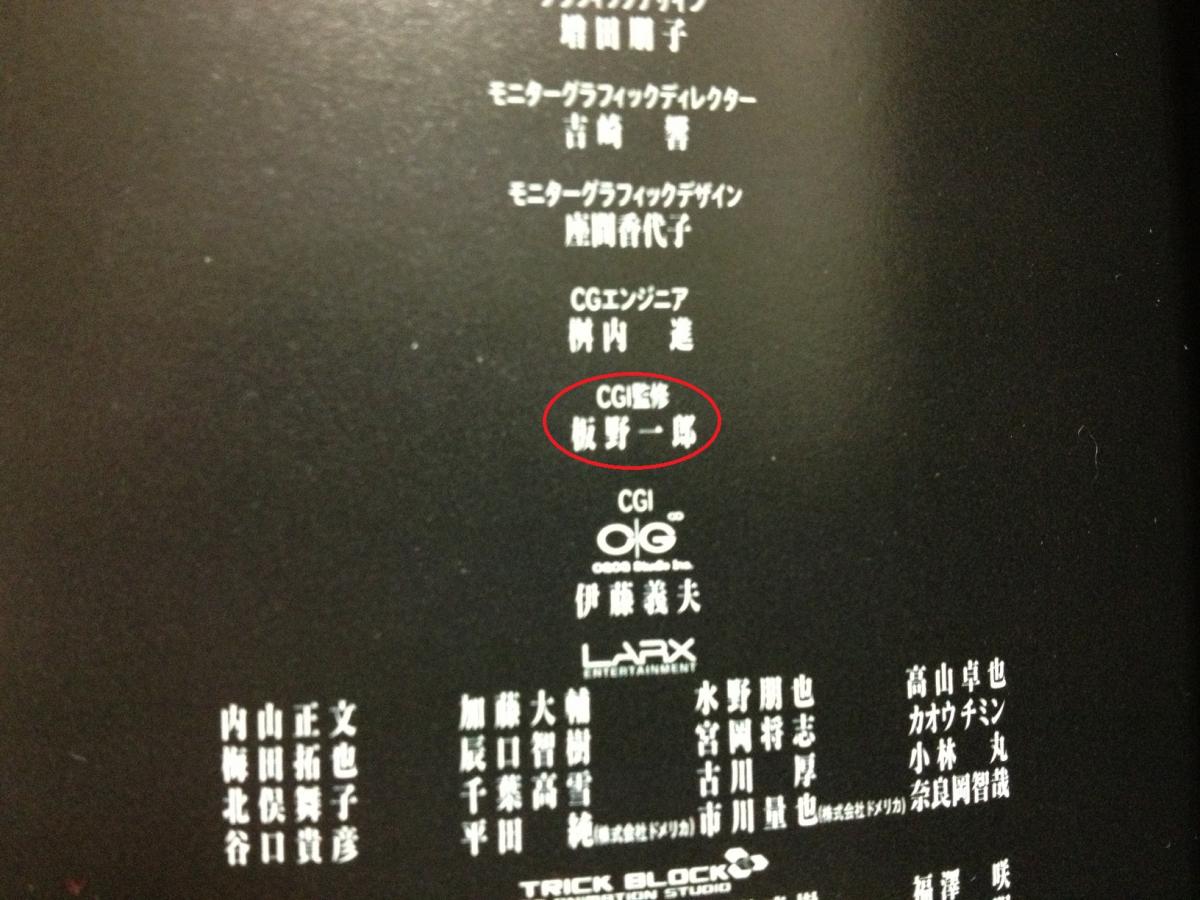 増田朋子
モニターグラフィックディレクター
吉崎 響
モニターグラフィックデザイン
座間香代子
CGエンジニア
桝内 進
CGI監修
板野一郎
CGI
OGCG Studio Inc.
伊藤義夫
LARX
ENTERTAINMENT
内山正文 加藤大輔 水野朋也 高山卓也
梅田拓也 辰口智樹 宮岡将志 カオウチミン
北俣舞子 千葉高雪 古川 厚 小林 丸
谷口貴彦 平田 純(株式会社ドメリカ) 市川量也(株式会社ドメリカ) 奈良岡智哉
TRICK BLOCK
ANIMATION STUDIO
福澤 咲